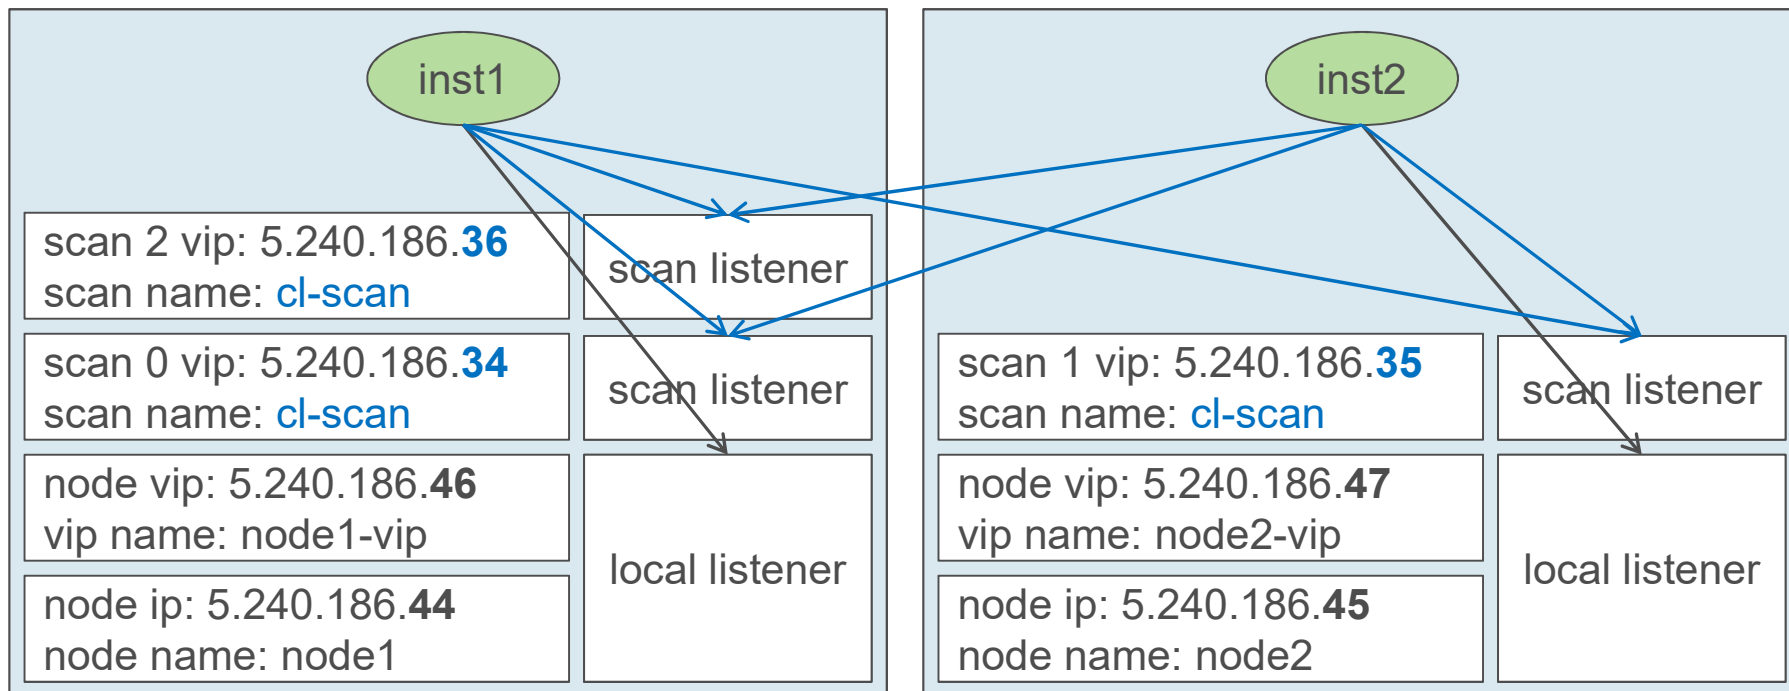 inst1
scan 2 vip: 5.240.186.36
scan name: cl-scan
scan listener
scan 0 vip: 5.240.186.34
scan name: cl-scan
scan listener
node vip: 5.240.186.46
vip name: node1-vip
node ip: 5.240.186.44
node name: node1
local listener
inst2
scan 1 vip: 5.240.186.35
scan name: cl-scan
scan listener
node vip: 5.240.186.47
vip name: node2-vip
node ip: 5.240.186.45
node name: node2
local listener